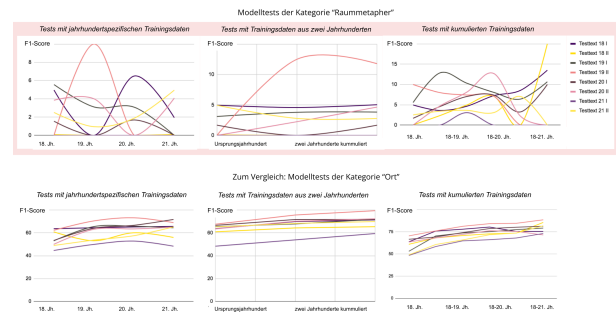 Modelltests der Kategorie "Raummetapher"
Tests mit jahrhundertspezifischen Trainingsdaten
Tests mit Trainingsdaten aus zwei Jahrhunderten
Tests mit kumulierten Trainingsdaten
F1-Score
F1-Score
F1-Score
8
6
4
2
0
10
5
0
20
15
10
5
0
18. Jh.
19. Jh.
20. Jh.
21. Jh.
Ursprungsjahrhundert
zwei Jahrhunderte kummuliert
18. Jh.
18-19. Jh.
18-20. Jh.
18-21. Jh.
Testtext 18 I
Testtext 18 II
Testtext 19 I
Testtext 19 II
Testtext 20 I
Testtext 20 II
Testtext 21 I
Testtext 21 II
Zum Vergleich: Modelltests der Kategorie "Ort"
Tests mit jahrhundertspezifischen Trainingsdaten
Tests mit Trainingsdaten aus zwei Jahrhunderten
Tests mit kumulierten Trainingsdaten
F1-Score
F1-Score
F1-Score
80
60
40
20
0
80
60
40
20
0
80
60
40
20
0
18. Jh.
19. Jh.
20. Jh.
21. Jh.
Ursprungsjahrhundert
zwei Jahrhunderte kummuliert
18. Jh.
18-19. Jh.
18-20. Jh.
18-21. Jh.